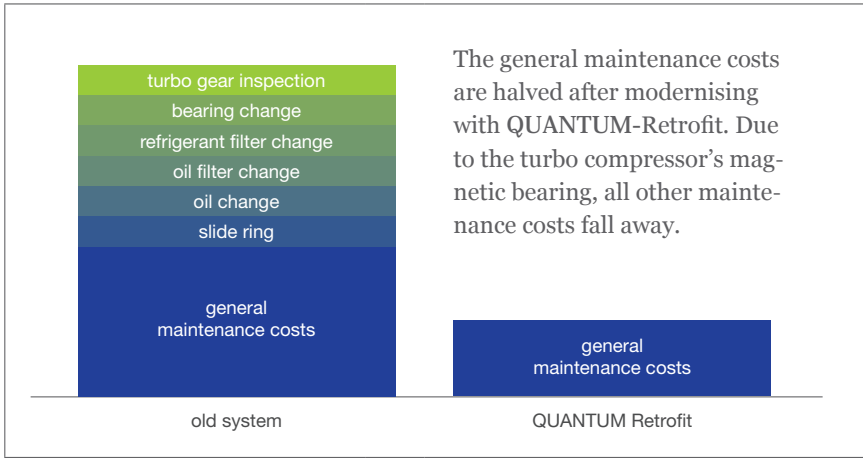 turbo gear inspection
bearing change
refrigerant filter change
oil filter change
oil change
slide ring
general
maintenance costs
old system
The general maintenance costs
are halved after modernising
with QUANTUM-Retrofit. Due
to the turbo compressor’s mag-
netic bearing, all other mainte-
nance costs fall away.
general
maintenance costs
QUANTUM Retrofit